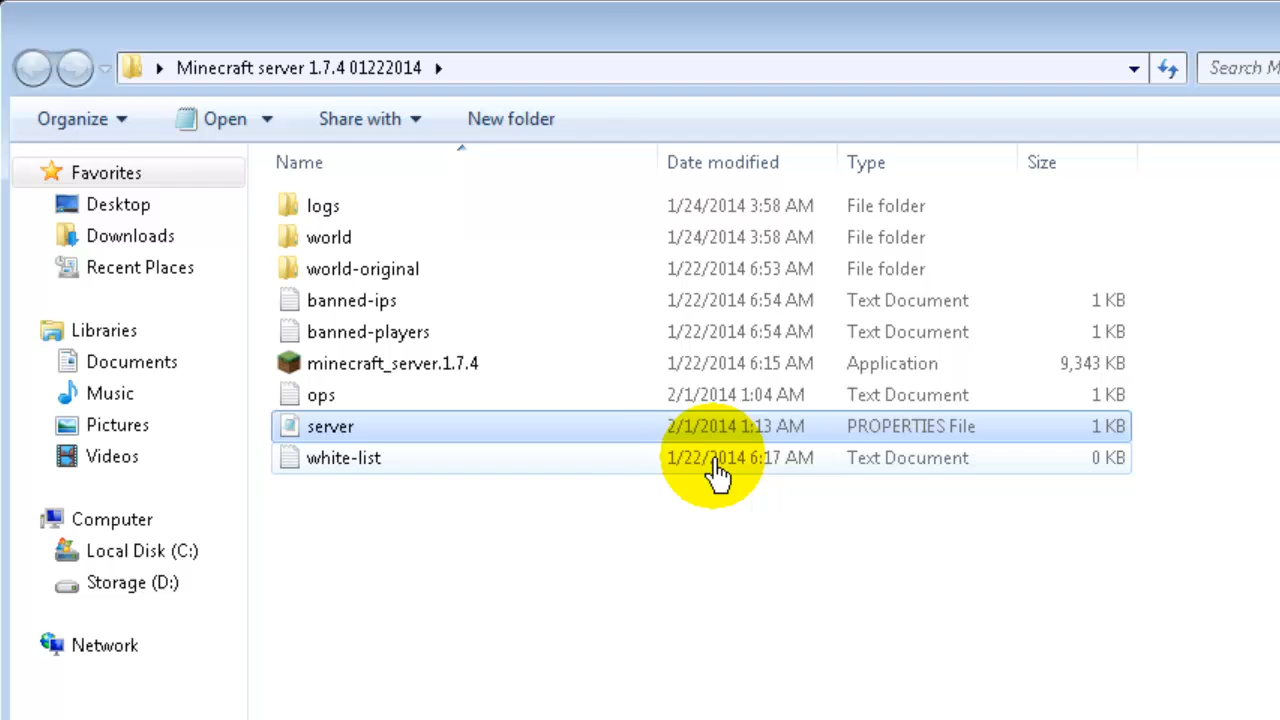 Minecraft server 1.7.4 01222014
Search M
Organize Open Share with New folder
Name Date modified Type Size
Favorites
Desktop
Downloads
Recent Places
Libraries
Documents
Music
Pictures
Videos
Computer
Local Disk (C:)
Storage (D:)
Network
logs 1/24/2014 3:58 AM File folder
world 1/24/2014 3:58 AM File folder
world-original 1/22/2014 6:53 AM File folder
banned-ips 1/22/2014 6:54 AM Text Document 1 KB
banned-players 1/22/2014 6:54 AM Text Document 1 KB
minecraft_server.1.7.4 1/22/2014 6:15 AM Application 9,343 KB
ops 2/1/2014 1:04 AM Text Document 1 KB
server 2/1/2014 1:13 AM PROPERTIES File 1 KB
white-list 1/22/2014 6:17 AM Text Document 0 KB